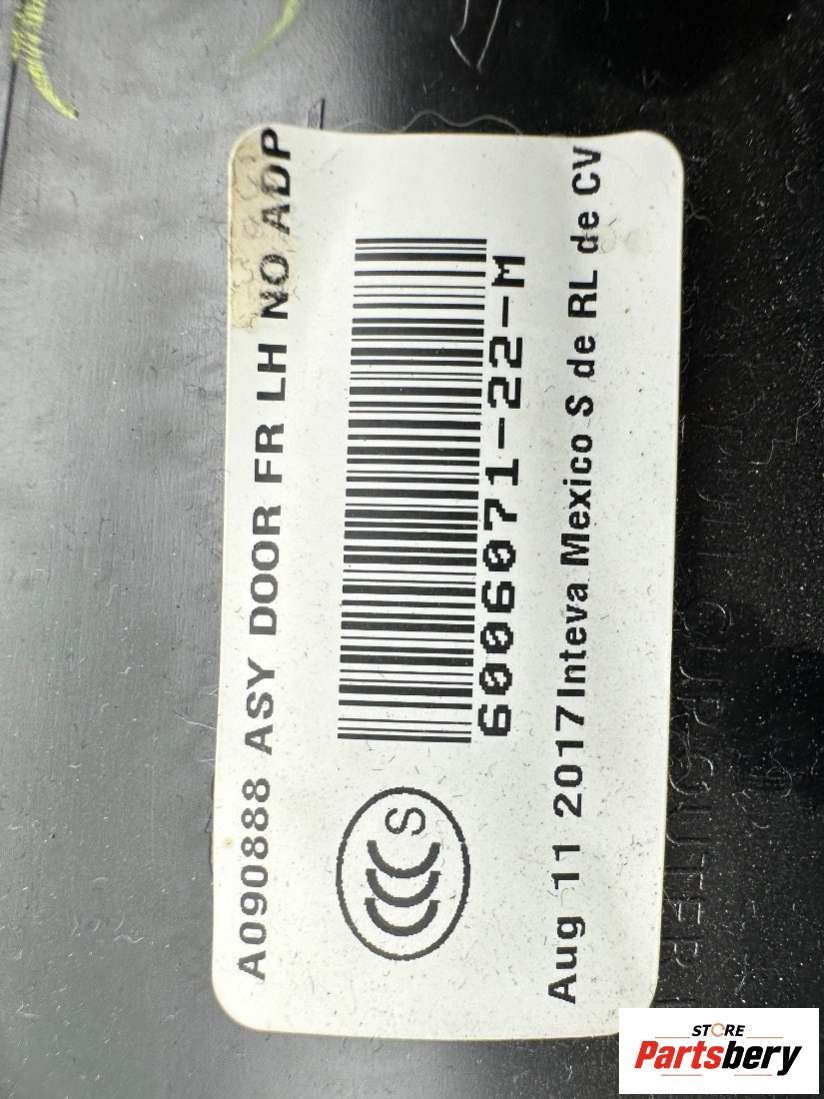 A090888 ASY DOOR FR LH NO ADP
6006071-22-M
S
Aug 11 2017 Inteva Mexico S de RL de CV
STORE
Partsbery